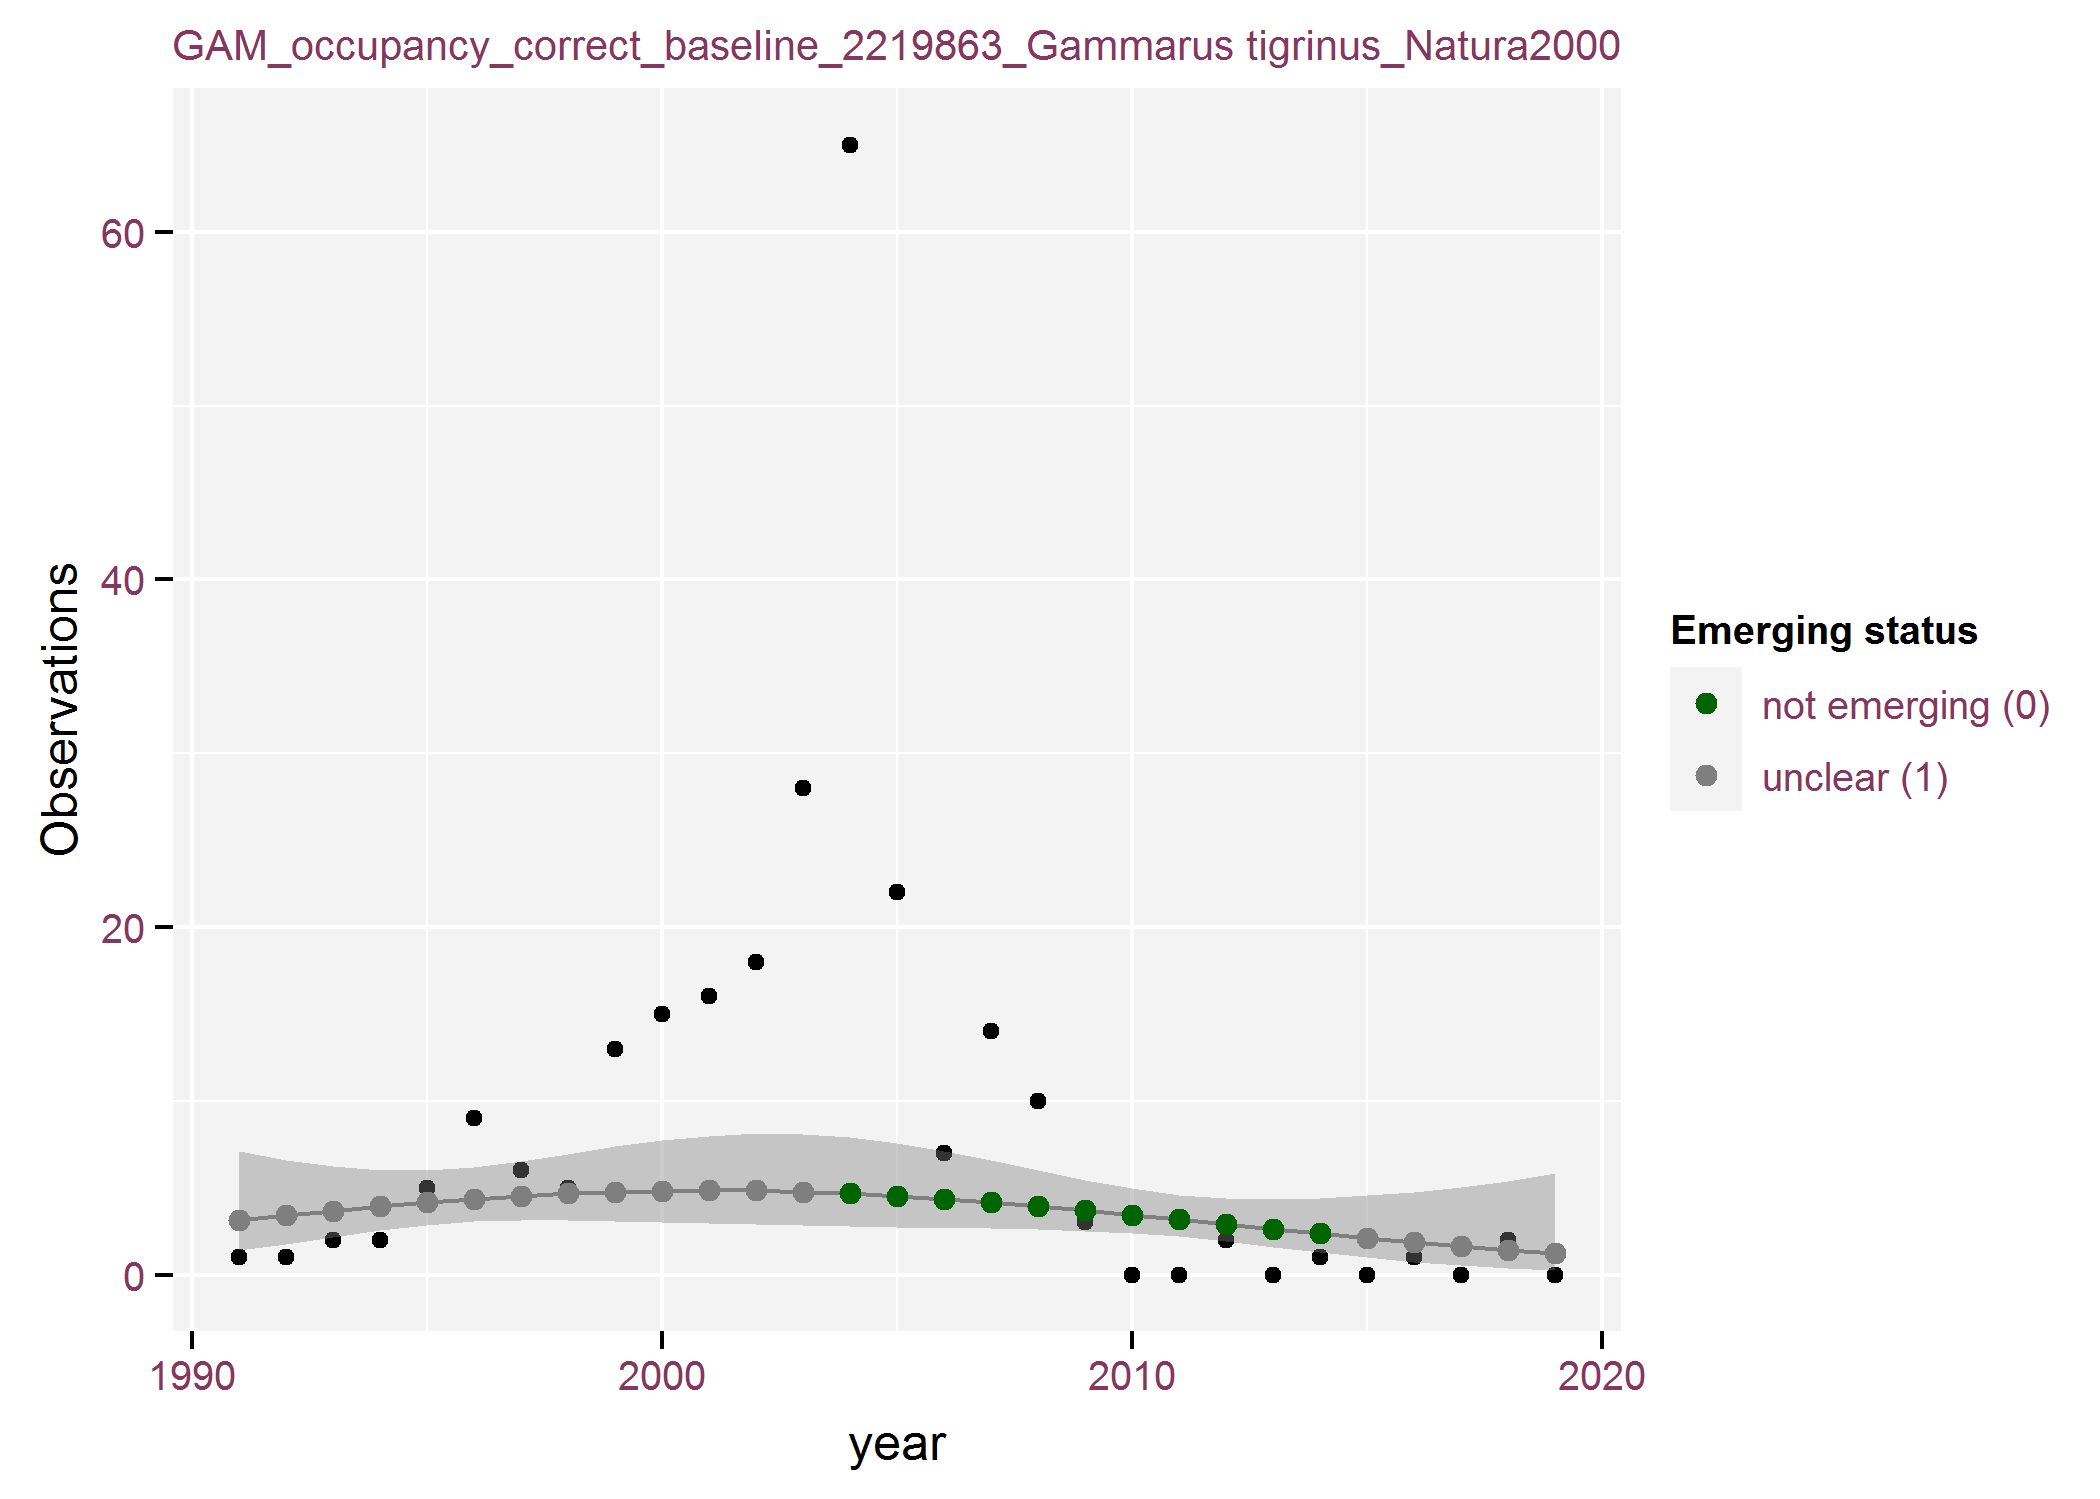 GAM_occupancy_correct_baseline_2219863_Gammarus tigrinus_Natura2000
Observations
60
40
20
0
1990
2000
2010
2020
year
Emerging status
not emerging (0)
unclear (1)